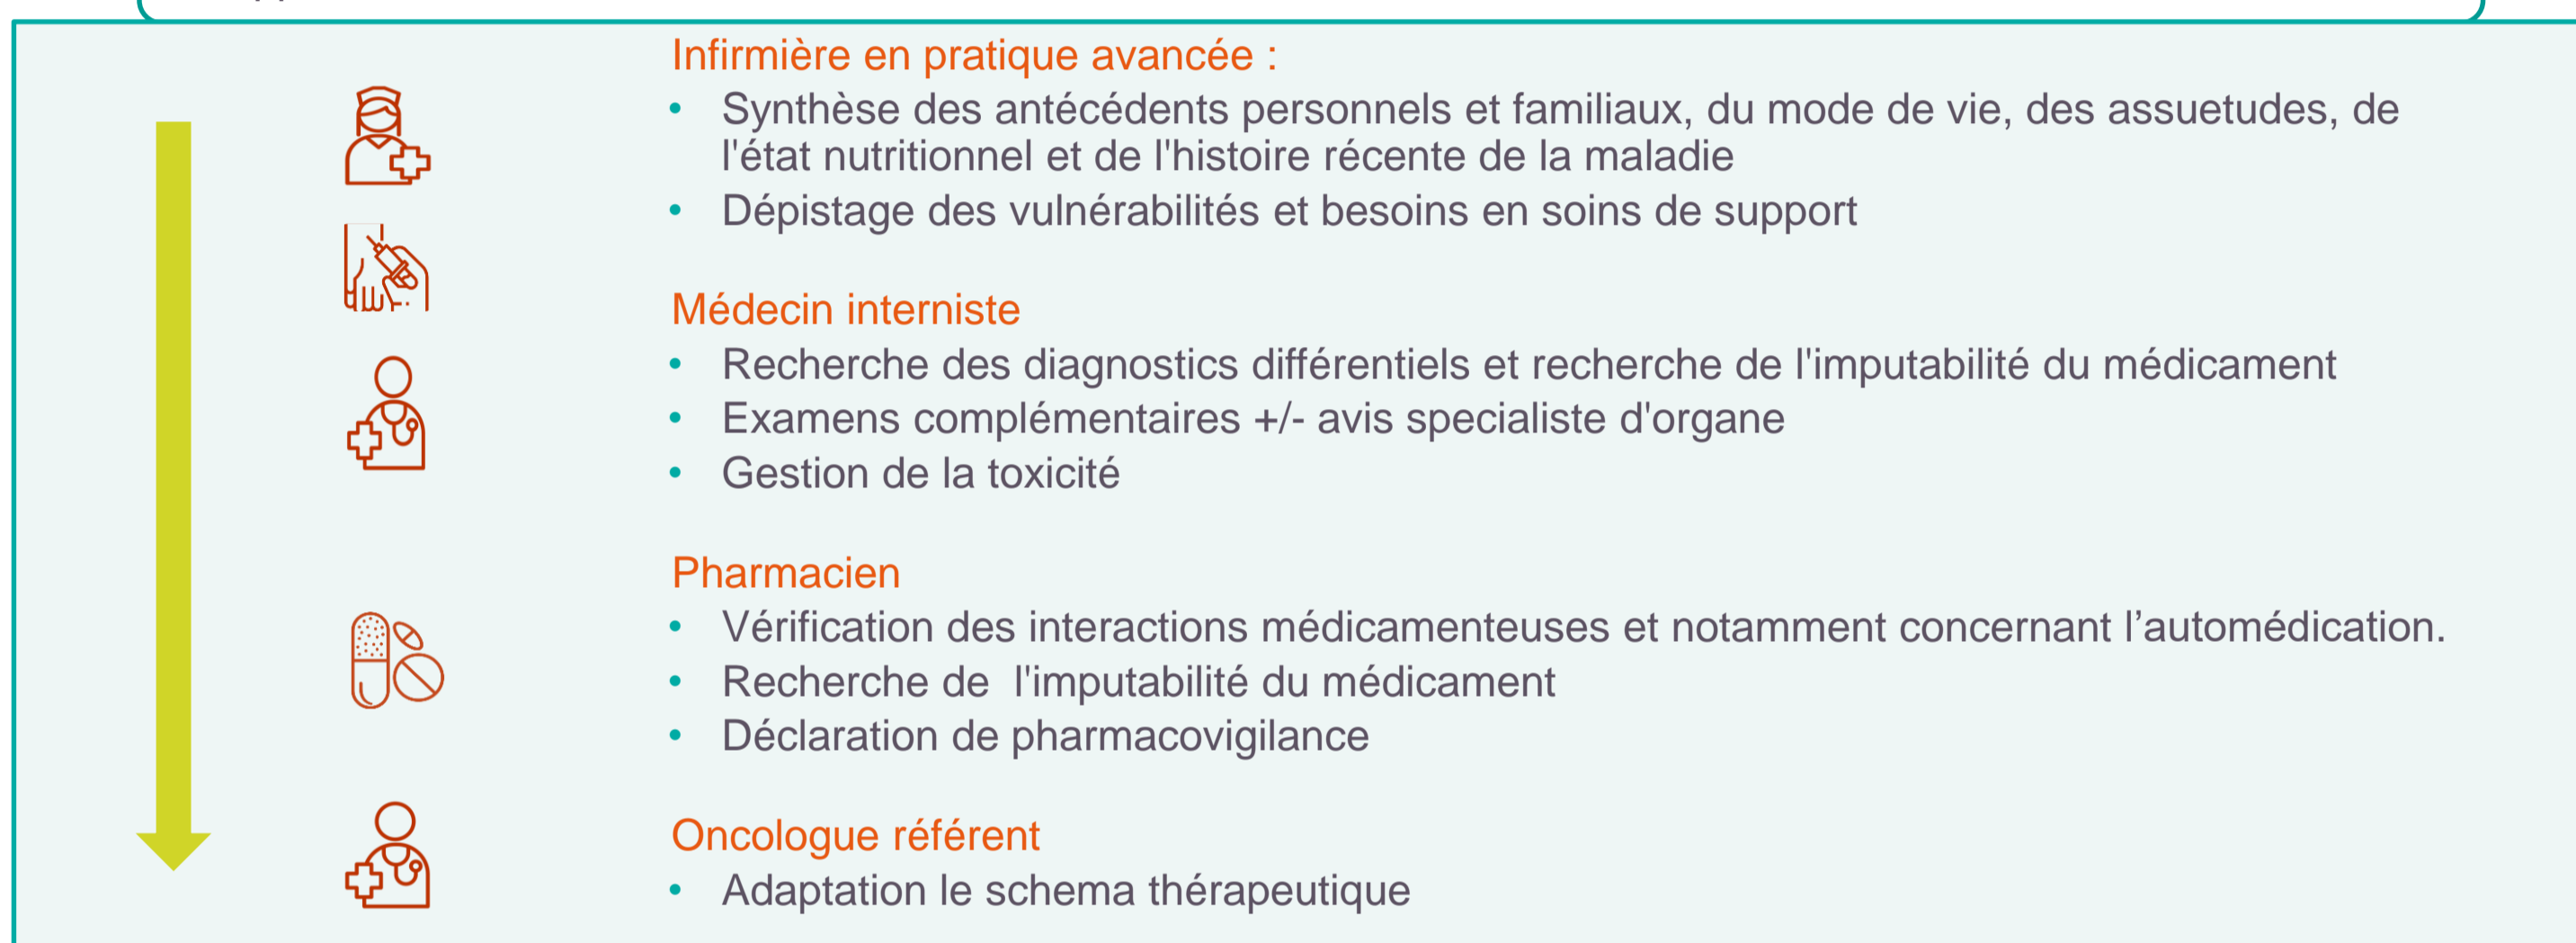 Infirmière en pratique avancée :
• Synthèse des antécédents personnels et familiaux, du mode de vie, des assuetudes, de
l'état nutritionnel et de l'histoire récente de la maladie
• Dépistage des vulnérabilités et besoins en soins de support
Médecin interniste
• Recherche des diagnostics différentiels et recherche de l'imputabilité du médicament
• Examens complémentaires +/- avis specialiste d'organe
• Gestion de la toxicité
Pharmacien
• Vérification des interactions médicamenteuses et notamment concernant l’automédication.
• Recherche de  l'imputabilité du médicament
• Déclaration de pharmacovigilance
Oncologue référent
• Adaptation le schema thérapeutique